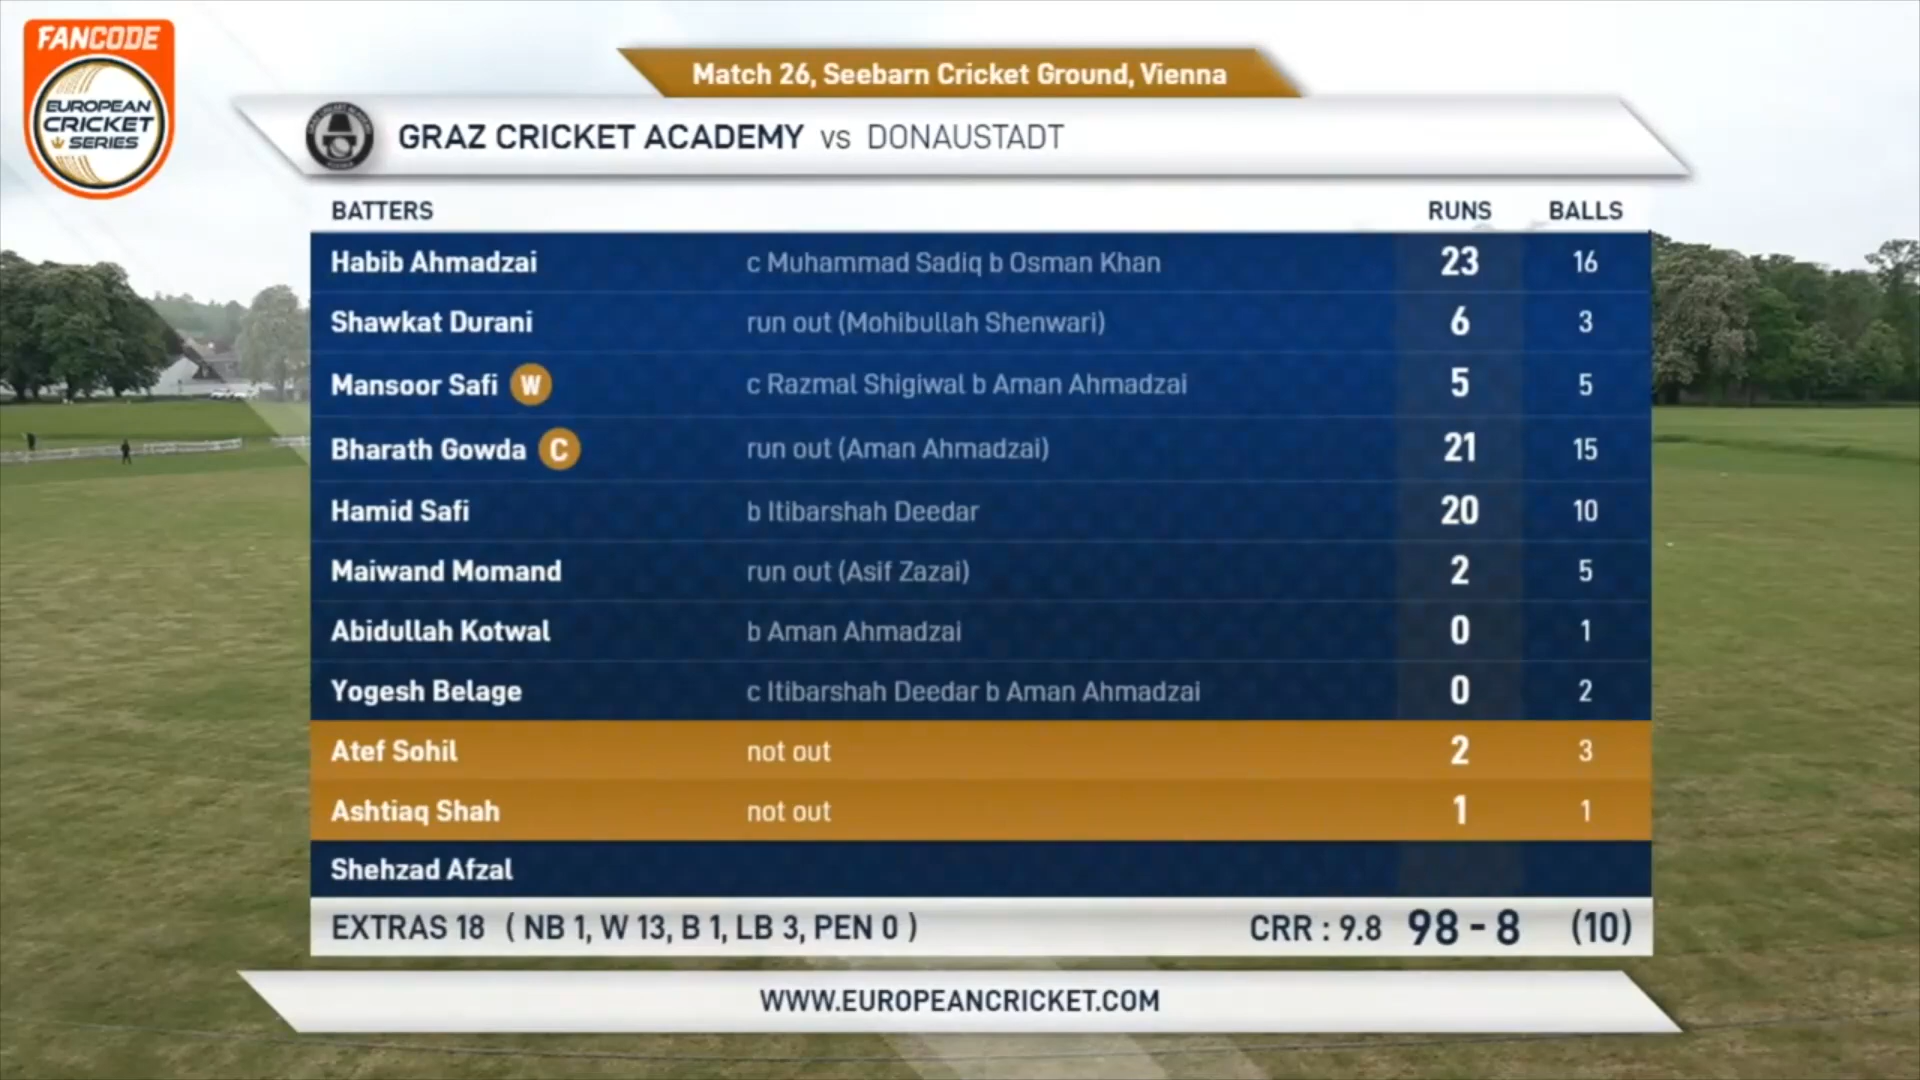 FANCODE
EUROPEAN
CRICKET
SERIES
Match 26, Seebarn Cricket Ground, Vienna
GRAZ CRICKET ACADEMY vs DONAUSTADT
BATTERS RUNS BALLS
Habib Ahmadzai c Muhammad Sadiq b Osman Khan 23 16
Shawkat Durani run out (Mohibullah Shenwari) 6 3
Mansoor Safi W c Razmal Shigiwal b Aman Ahmadzai 5 5
Bharath Gowda C run out (Aman Ahmadzai) 21 15
Hamid Safi b Itibarshah Deedar 20 10
Maiwand Momand run out (Asif Zazai) 2 5
Abidullah Kotwal b Aman Ahmadzai 0 1
Yogesh Belage c Itibarshah Deedar b Aman Ahmadzai 0 2
Atef Sohil not out 2 3
Ashtiaq Shah not out 1 1
Shehzad Afzal
EXTRAS 18 ( NB 1, W 13, B 1, LB 3, PEN 0 ) CRR : 9.8 98 - 8 (10)
WWW.EUROPEANCRICKET.COM